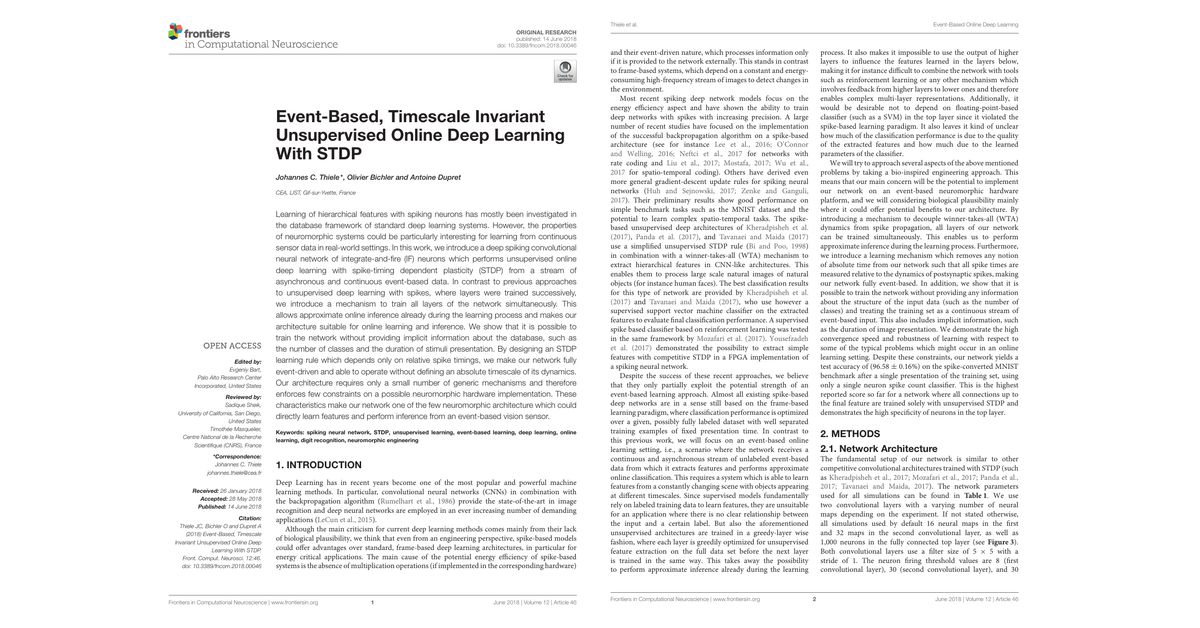 frontiers
in Computational Neuroscience
ORIGINAL RESEARCH
published: 14 June 2018
doi: 10.3389/fncom.2018.00046
Check for
updates
Event-Based, Timescale Invariant
Unsupervised Online Deep Learning
With STDP
Johannes C. Thiele*, Olivier Bichler and Antoine Dupret
CEA, LIST, Gif-sur-Yvette, France
Learning of hierarchical features with spiking neurons has mostly been investigated in
the database framework of standard deep learning systems. However, the properties
of neuromorphic systems could be particularly interesting for learning from continuous
sensor data in real-world settings. In this work, we introduce a deep spiking convolutional
neural network of integrate-and-fire (IF) neurons which performs unsupervised online
deep learning with spike-timing dependent plasticity (STDP) from a stream of
asynchronous and continuous event-based data. In contrast to previous approaches
to unsupervised deep learning with spikes, where layers were trained successively,
we introduce a mechanism to train all layers of the network simultaneously. This
allows approximate online inference already during the learning process and makes our
architecture suitable for online learning and inference. We show that it is possible to
train the network without providing implicit information about the database, such as
the number of classes and the duration of stimuli presentation. By designing an STDP
learning rule which depends only on relative spike timings, we make our network fully
event-driven and able to operate without defining an absolute timescale of its dynamics.
Our architecture requires only a small number of generic mechanisms and therefore
enforces few constraints on a possible neuromorphic hardware implementation. These
characteristics make our network one of the few neuromorphic architecture which could
directly learn features and perform inference from an event-based vision sensor.
Keywords: spiking neural network, STDP, unsupervised learning, event-based learning, deep learning, online
learning, digit recognition, neuromorphic engineering
OPEN ACCESS
Edited by:
Evgeniy Bart,
Palo Alto Research Center
Incorporated, United States
Reviewed by:
Sadique Sheik,
University of California, San Diego,
United States
Timothée Masquelier,
Centre National de la Recherche
Scientifique (CNRS), France
*Correspondence:
Johannes C. Thiele
johannes.thiele@cea.fr
Received: 26 January 2018
Accepted: 28 May 2018
Published: 14 June 2018
Citation:
Thiele JC, Bichler O and Dupret A
(2018) Event-Based, Timescale
Invariant Unsupervised Online Deep
Learning With STDP.
Front. Comput. Neurosci. 12:46.
doi: 10.3389/fncom.2018.00046
1. INTRODUCTION
Deep Learning has in recent years become one of the most popular and powerful machine
learning methods. In particular, convolutional neural networks (CNNs) in combination with
the backpropagation algorithm (Rumelhart et al., 1986) provide the state-of-the-art in image
recognition and deep neural networks are employed in an ever increasing number of demanding
applications (LeCun et al., 2015).
Although the main criticism for current deep learning methods comes mainly from their lack
of biological plausibility, we think that even from an engineering perspective, spike-based models
could offer advantages over standard, frame-based deep learning architectures, in particular for
energy critical applications. The main cause of the potential energy efficiency of spike-based
systems is the absence of multiplication operations (if implemented in the corresponding hardware)
Frontiers in Computational Neuroscience | www.frontiersin.org
1
June 2018 | Volume 12 | Article 46
Thiele et al.
Event-Based Online Deep Learning
and their event-driven nature, which processes information only
if it is provided to the network externally. This stands in contrast
to frame-based systems, which depend on a constant and energy-
consuming high-frequency stream of images to detect changes in
the environment.
Most recent spiking deep network models focus on the
energy efficiency aspect and have shown the ability to train
deep networks with spikes with increasing precision. A large
number of recent studies have focused on the implementation
of the successful backpropagation algorithm on a spike-based
architecture (see for instance Lee et al., 2016; O'Connor
and Welling, 2016; Neftci et al., 2017 for networks with
rate coding and Liu et al., 2017; Mostafa, 2017; Wu et al.,
2017 for spatio-temporal coding). Others have derived even
more general gradient-descent update rules for spiking neural
networks (Huh and Sejnowski, 2017; Zenke and Ganguli,
2017). Their preliminary results show good performance on
simple benchmark tasks such as the MNIST dataset and the
potential to learn complex spatio-temporal tasks. The spike-
based unsupervised deep architectures of Kheradpisheh et al.
(2017), Panda et al. (2017), and Tavanaei and Maida (2017)
use a simplified unsupervised STDP rule (Bi and Poo, 1998)
in combination with a winner-takes-all (WTA) mechanism to
extract hierarchical features in CNN-like architectures. This
enables them to process large scale natural images of natural
objects (for instance human faces). The best classification results
for this type of network are provided by Kheradpisheh et al.
(2017) and Tavanaei and Maida (2017), who use however a
supervised support vector machine classifier on the extracted
features to evaluate final classification performance. A supervised
spike based classifier based on reinforcement learning was tested
in the same framework by Mozafari et al. (2017). Yousefzadeh
et al. (2017) demonstrated the possibility to extract simple
features with competitive STDP in a FPGA implementation of
a spiking neural network.
Despite the success of these recent approaches, we believe
that they only partially exploit the potential strength of an
event-based learning approach. Almost all existing spike-based
deep networks are in a sense still based on the frame-based
learning paradigm, where classification performance is optimized
over a given, possibly fully labeled dataset with well separated
training examples of fixed presentation time. In contrast to
this previous work, we will focus on an event-based online
learning setting, i.e., a scenario where the network receives a
continuous and asynchronous stream of unlabeled event-based
data from which it extracts features and performs approximate
online classification. This requires a system which is able to learn
features from a constantly changing scene with objects appearing
at different timescales. Since supervised models fundamentally
rely on labeled training data to learn features, they are unsuitable
for an application where there is no clear relationship between
the input and a certain label. But also the aforementioned
unsupervised architectures are trained in a greedy-layer wise
fashion, where each layer is greedily optimized for unsupervised
feature extraction on the full data set before the next layer
is trained in the same way. This takes away the possibility
to perform approximate inference already during the learning
process. It also makes it impossible to use the output of higher
layers to influence the features learned in the layers below,
making it for instance difficult to combine the network with tools
such as reinforcement learning or any other mechanism which
involves feedback from higher layers to lower ones and therefore
enables complex multi-layer representations. Additionally, it
would be desirable not to depend on floating-point-based
classifier (such as a SVM) in the top layer since it violated the
spike-based learning paradigm. It also leaves it kind of unclear
how much of the classification performance is due to the quality
of the extracted features and how much due to the learned
parameters of the classifier.
We will try to approach several aspects of the above mentioned
problems by taking a bio-inspired engineering approach. This
means that our main concern will be the potential to implement
our network on an event-based neuromorphic hardware
platform, and we will considering biological plausibility mainly
where it could offer potential benefits to our architecture. By
introducing a mechanism to decouple winner-takes-all (WTA)
dynamics from spike propagation, all layers of our network
can be trained simultaneously. This enables us to perform
approximate inference during the learning process. Furthermore,
we introduce a learning mechanism which removes any notion
of absolute time from our network such that all spike times are
measured relative to the dynamics of postsynaptic spikes, making
our network fully event-based. In addition, we show that it is
possible to train the network without providing any information
about the structure of the input data (such as the number of
classes) and treating the training set as a continuous stream of
event-based input. This also includes implicit information, such
as the duration of image presentation. We demonstrate the high
convergence speed and robustness of learning with respect to
some of the typical problems which might occur in an online
learning setting. Despite these constraints, our network yields a
test accuracy of (96.58 ± 0.16)% on the spike-converted MNIST
benchmark after a single presentation of the training set, using
only a single neuron spike count classifier. This is the highest
reported score so far for a network where all connections up to
the final feature are trained solely with unsupervised STDP and
demonstrates the high specificity of neurons in the top layer.
2. METHODS
2.1. Network Architecture
The fundamental setup of our network is similar to other
competitive convolutional architectures trained with STDP (such
as Kheradpisheh et al., 2017; Mozafari et al., 2017; Panda et al.,
2017; Tavanaei and Maida, 2017). The network parameters
used for all simulations can be found in Table 1. We use
two convolutional layers with a varying number of neural
maps depending on the experiment. If not stated otherwise,
all simulations used by default 16 neural maps in the first
and 32 maps in the second convolutional layer, as well as
1,000 neurons in the fully connected top layer (see Figure 3).
Both convolutional layers use a filter size of 5 × 5 with a
stride of 1. The neuron firing threshold values are 8 (first
convolutional layer), 30 (second convolutional layer), and 30
Frontiers in Computational Neuroscience | www.frontiersin.org
2
June 2018 | Volume 12 | Article 46